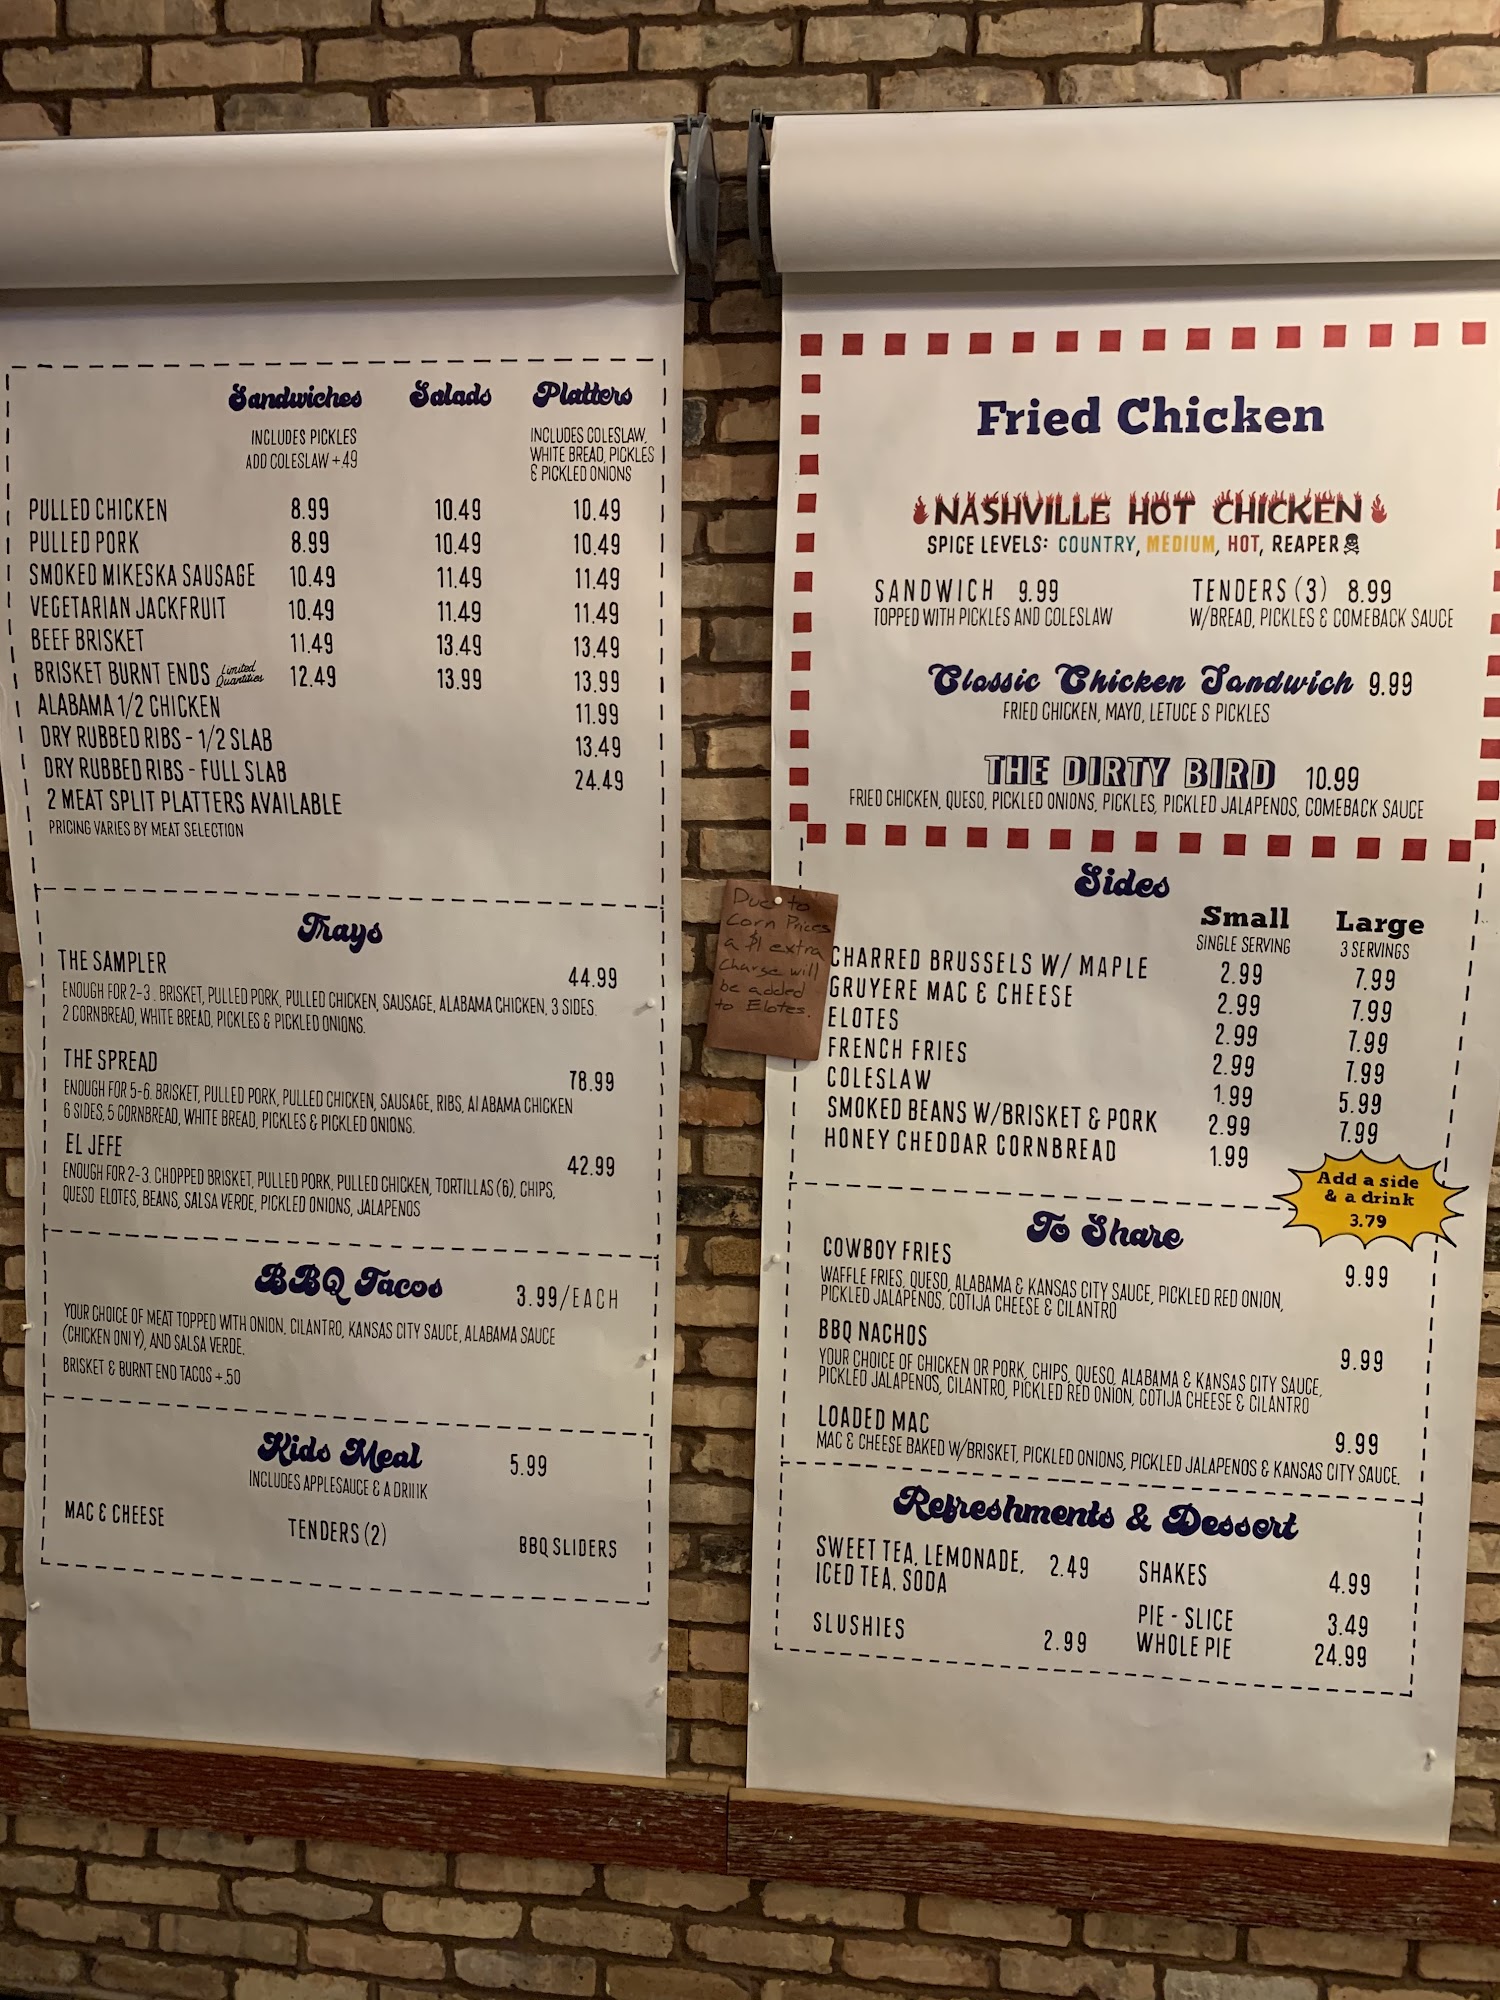 Sandwiches Salads Platters
INCLUDES PICKLES
ADD COLESLAW +.49
INCLUDES COLESLAW,
WHITE BREAD, PICKLES
& PICKLED ONIONS
PULLED CHICKEN 8.99 10.49 10.49
PULLED PORK 8.99 10.49 10.49
SMOKED MIKESKA SAUSAGE 10.49 11.49 11.49
VEGETARIAN JACKFRUIT 10.49 11.49 11.49
BEEF BRISKET 11.49 13.49 13.49
BRISKET BURNT ENDS Limited Quantities 12.49 13.99 13.99
ALABAMA 1/2 CHICKEN 11.99
DRY RUBBED RIBS - 1/2 SLAB 13.49
DRY RUBBED RIBS - FULL SLAB 24.49
2 MEAT SPLIT PLATTERS AVAILABLE
PRICING VARIES BY MEAT SELECTION
Trays
THE SAMPLER 44.99
ENOUGH FOR 2-3. BRISKET, PULLED PORK, PULLED CHICKEN, SAUSAGE, ALABAMA CHICKEN, 3 SIDES.
2 CORNBREAD, WHITE BREAD, PICKLES & PICKLED ONIONS.
THE SPREAD 78.99
ENOUGH FOR 5-6. BRISKET, PULLED PORK, PULLED CHICKEN, SAUSAGE, RIBS, ALABAMA CHICKEN
6 SIDES, 5 CORNBREAD, WHITE BREAD, PICKLES & PICKLED ONIONS.
EL JEFE 42.99
ENOUGH FOR 2-3. CHOPPED BRISKET, PULLED PORK, PULLED CHICKEN, TORTILLAS (6), CHIPS,
QUESO ELOTES, BEANS, SALSA VERDE, PICKLED ONIONS, JALAPENOS
BBQ Tacos 3.99/EACH
YOUR CHOICE OF MEAT TOPPED WITH ONION, CILANTRO, KANSAS CITY SAUCE, ALABAMA SAUCE
(CHICKEN ONLY), AND SALSA VERDE.
BRISKET & BURNT END TACOS +.50
Kids Meal 5.99
INCLUDES APPLESAUCE & A DRINK
MAC & CHEESE TENDERS (2) BBQ SLIDERS
Due to
Corn Prices
a $1 extra
Charge will
be added
to Elotes.
Fried Chicken
NASHVILLE HOT CHICKEN
SPICE LEVELS: COUNTRY, MEDIUM, HOT, REAPER
SANDWICH 9.99 TENDERS (3) 8.99
TOPPED WITH PICKLES AND COLESLAW W/BREAD, PICKLES & COMEBACK SAUCE
Classic Chicken Sandwich 9.99
FRIED CHICKEN, MAYO, LETUCE S PICKLES
THE DIRTY BIRD 10.99
FRIED CHICKEN, QUESO, PICKLED ONIONS, PICKLES, PICKLED JALAPENOS, COMEBACK SAUCE
Sides
Small Large
SINGLE SERVING 3 SERVINGS
CHARRED BRUSSELS W/ MAPLE 2.99 7.99
GRUYERE MAC & CHEESE 2.99 7.99
ELOTES 2.99 7.99
FRENCH FRIES 2.99 7.99
COLESLAW 1.99 5.99
SMOKED BEANS W/BRISKET & PORK 2.99 7.99
HONEY CHEDDAR CORNBREAD 1.99
Add a side
& a drink
3.79
To Share
COWBOY FRIES 9.99
WAFFLE FRIES, QUESO, ALABAMA & KANSAS CITY SAUCE, PICKLED RED ONION,
PICKLED JALAPENOS, COTIJA CHEESE & CILANTRO
BBQ NACHOS 9.99
YOUR CHOICE OF CHICKEN OR PORK, CHIPS, QUESO, ALABAMA & KANSAS CITY SAUCE,
PICKLED JALAPENOS, CILANTRO, PICKLED RED ONION, COTIJA CHEESE & CILANTRO
LOADED MAC 9.99
MAC & CHEESE BAKED W/BRISKET, PICKLED ONIONS, PICKLED JALAPENOS & KANSAS CITY SAUCE.
Refreshments & Dessert
SWEET TEA, LEMONADE, 2.49 SHAKES 4.99
ICED TEA, SODA
PIE - SLICE 3.49
SLUSHIES 2.99 WHOLE PIE 24.99